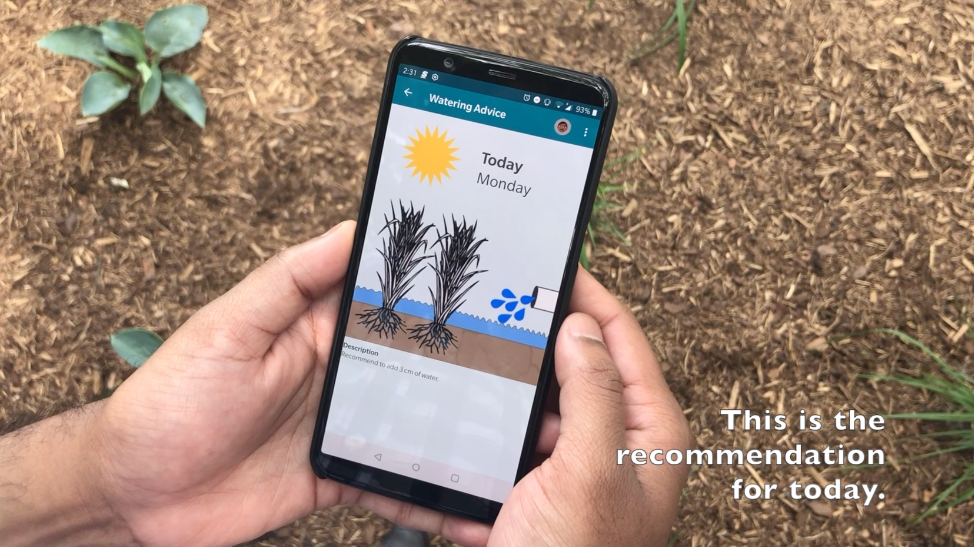 2:31
93%
Watering Advice
Today
Monday
Description
Recommend to add 3 cm of water.
This is the
recommendation
for today.